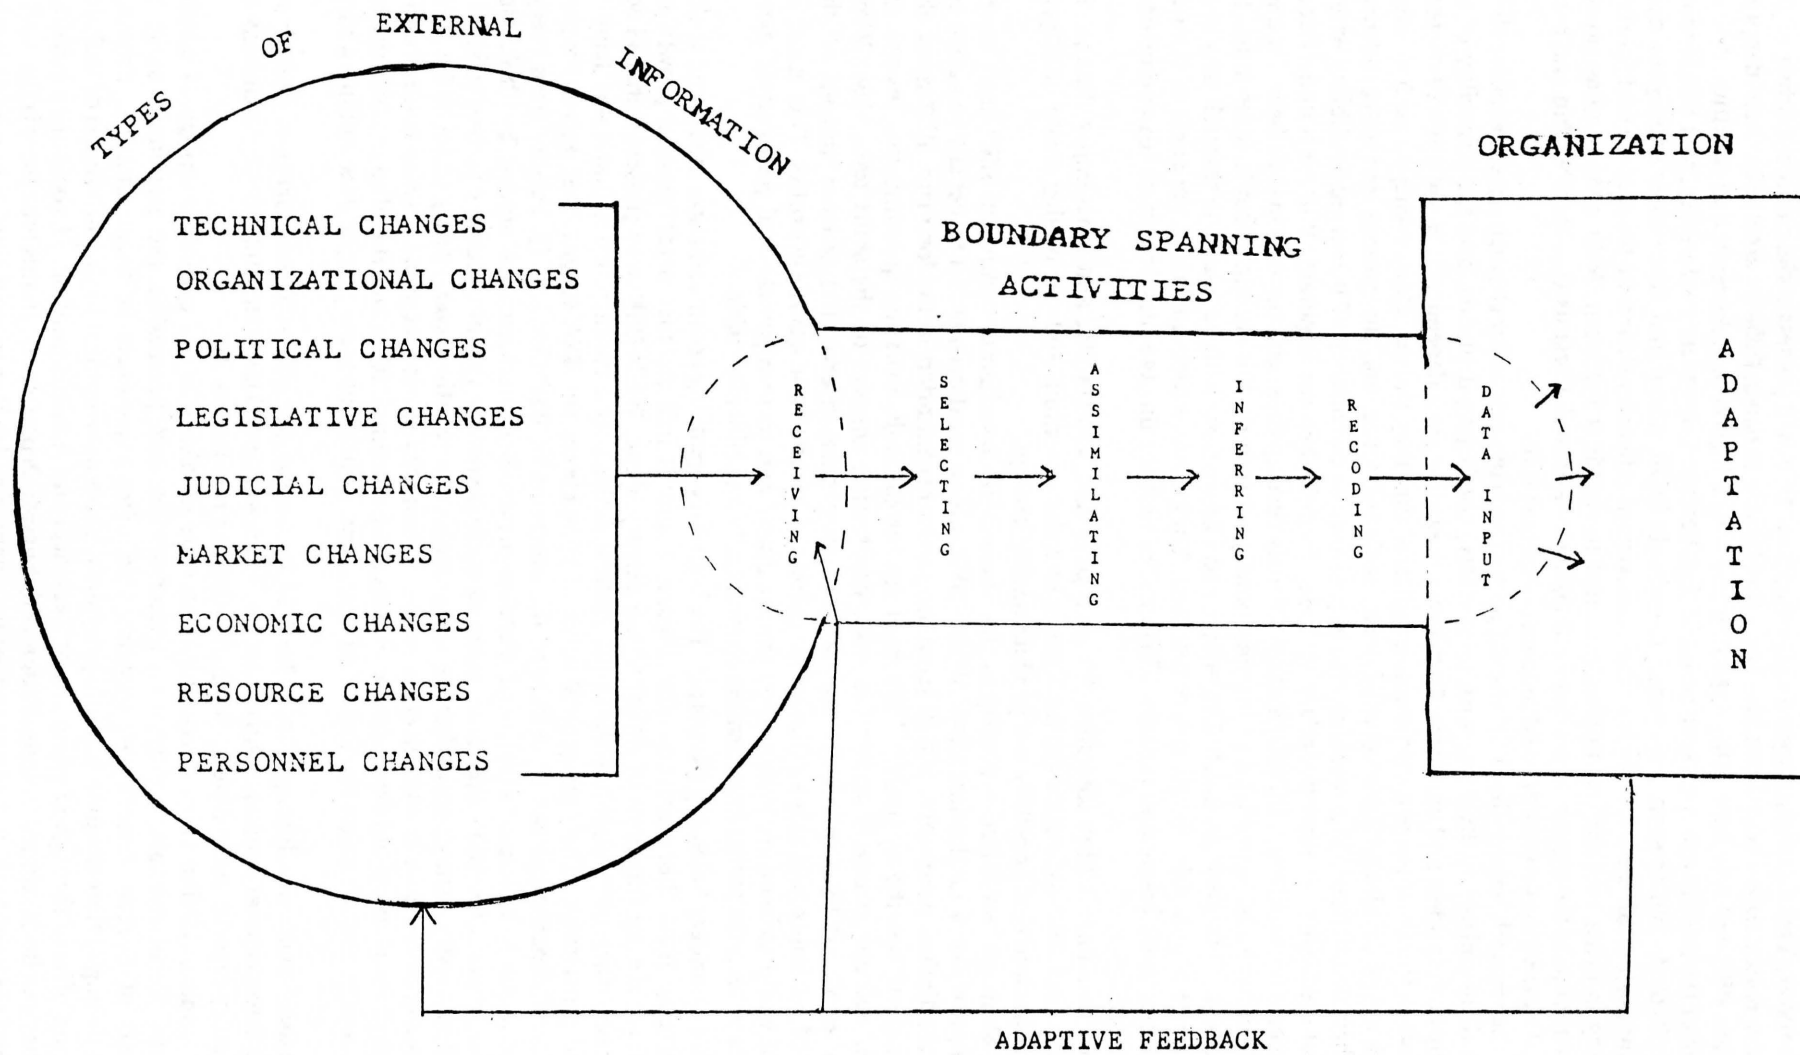 TYPES OF EXTERNAL INFORMATION
TECHNICAL CHANGES
ORGANIZATIONAL CHANGES
POLITICAL CHANGES
LEGISLATIVE CHANGES
JUDICIAL CHANGES
MARKET CHANGES
ECONOMIC CHANGES
RESOURCE CHANGES
PERSONNEL CHANGES
BOUNDARY SPANNING
ACTIVITIES
RECEIVING
SELECTING
ASSIMILATING
INFERRING
RECODING
ORGANIZATION
DATA INPUT
ADAPTATION
ADAPTIVE FEEDBACK